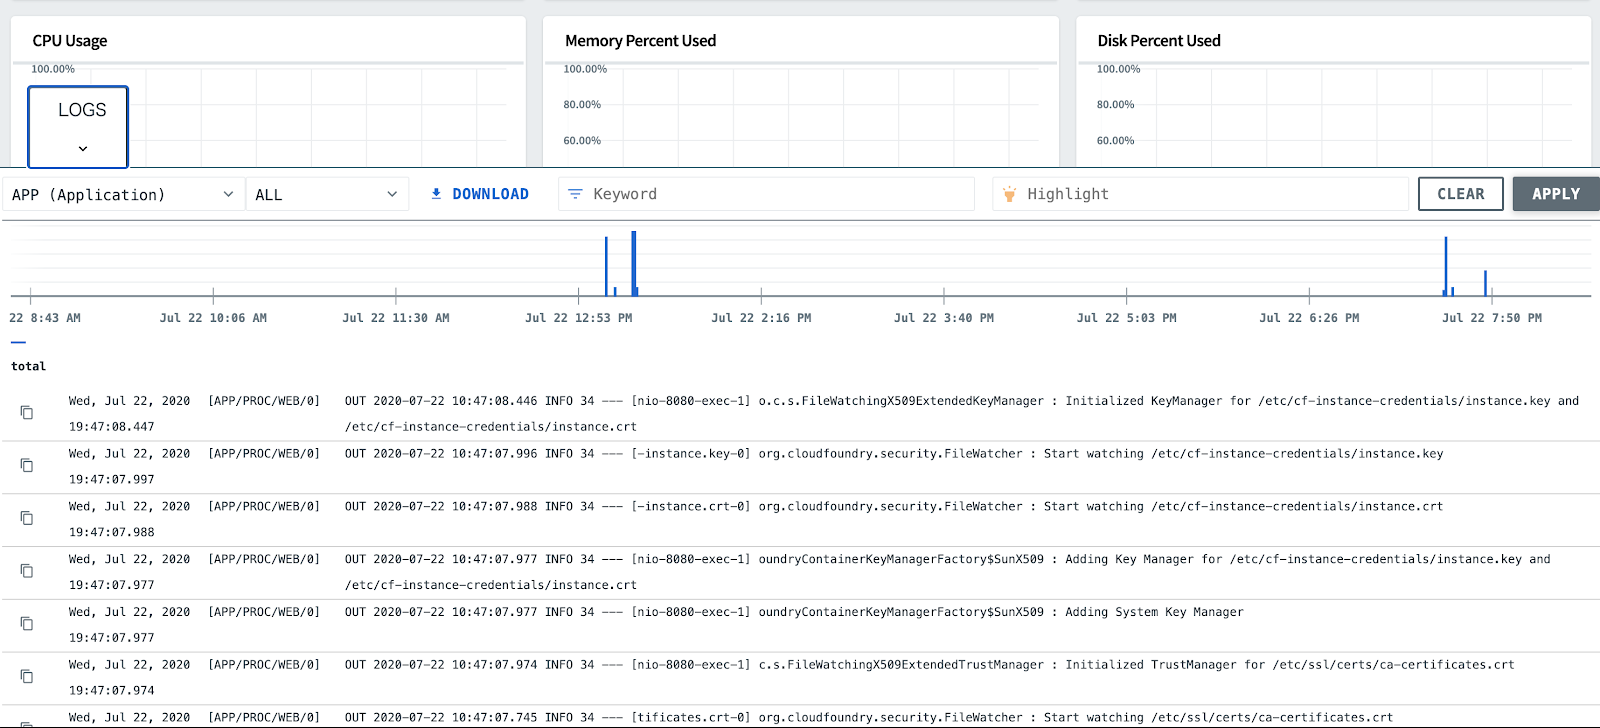 CPU Usage
Memory Percent Used
Disk Percent Used
100.00%
100.00%
100.00%
80.00%
80.00%
60.00%
60.00%
LOGS
APP (Application)
ALL
DOWNLOAD
Keyword
Highlight
CLEAR
APPLY
22 8:43 AM
Jul 22 10:06 AM
Jul 22 11:30 AM
Jul 22 12:53 PM
Jul 22 2:16 PM
Jul 22 3:40 PM
Jul 22 5:03 PM
Jul 22 6:26 PM
Jul 22 7:50 PM
total
Wed, Jul 22, 2020 [APP/PROC/WEB/0] OUT 2020-07-22 10:47:08.446 INFO 34 --- [nio-8080-exec-1] o.c.s.FileWatchingX509ExtendedKeyManager : Initialized KeyManager for /etc/cf-instance-credentials/instance.key and
19:47:08.447 /etc/cf-instance-credentials/instance.crt
Wed, Jul 22, 2020 [APP/PROC/WEB/0] OUT 2020-07-22 10:47:07.996 INFO 34 --- [-instance.key-0] org.cloudfoundry.security.FileWatcher : Start watching /etc/cf-instance-credentials/instance.key
19:47:07.997
Wed, Jul 22, 2020 [APP/PROC/WEB/0] OUT 2020-07-22 10:47:07.988 INFO 34 --- [-instance.crt-0] org.cloudfoundry.security.FileWatcher : Start watching /etc/cf-instance-credentials/instance.crt
19:47:07.988
Wed, Jul 22, 2020 [APP/PROC/WEB/0] OUT 2020-07-22 10:47:07.977 INFO 34 --- [nio-8080-exec-1] oundryContainerKeyManagerFactory$SunX509 : Adding Key Manager for /etc/cf-instance-credentials/instance.key and
19:47:07.977 /etc/cf-instance-credentials/instance.crt
Wed, Jul 22, 2020 [APP/PROC/WEB/0] OUT 2020-07-22 10:47:07.977 INFO 34 --- [nio-8080-exec-1] oundryContainerKeyManagerFactory$SunX509 : Adding System Key Manager
19:47:07.977
Wed, Jul 22, 2020 [APP/PROC/WEB/0] OUT 2020-07-22 10:47:07.974 INFO 34 --- [nio-8080-exec-1] c.s.FileWatchingX509ExtendedTrustManager : Initialized TrustManager for /etc/ssl/certs/ca-certificates.crt
19:47:07.974
Wed, Jul 22, 2020 [APP/PROC/WEB/0] OUT 2020-07-22 10:47:07.745 INFO 34 --- [tificates.crt-0] org.cloudfoundry.security.FileWatcher : Start watching /etc/ssl/certs/ca-certificates.crt